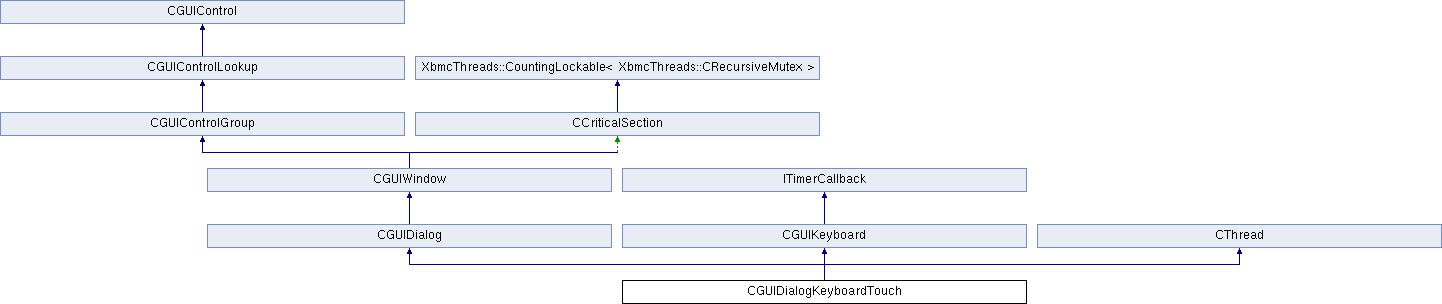 CGUIControl
CGUIControlLookup
XbmcThreads::CountingLockable< XbmcThreads::CRecursiveMutex >
CGUIControlGroup
CCriticalSection
CGUIWindow
ITimerCallback
CGUIDialog
CGUIKeyboard
CThread
CGUIDialogKeyboardTouch